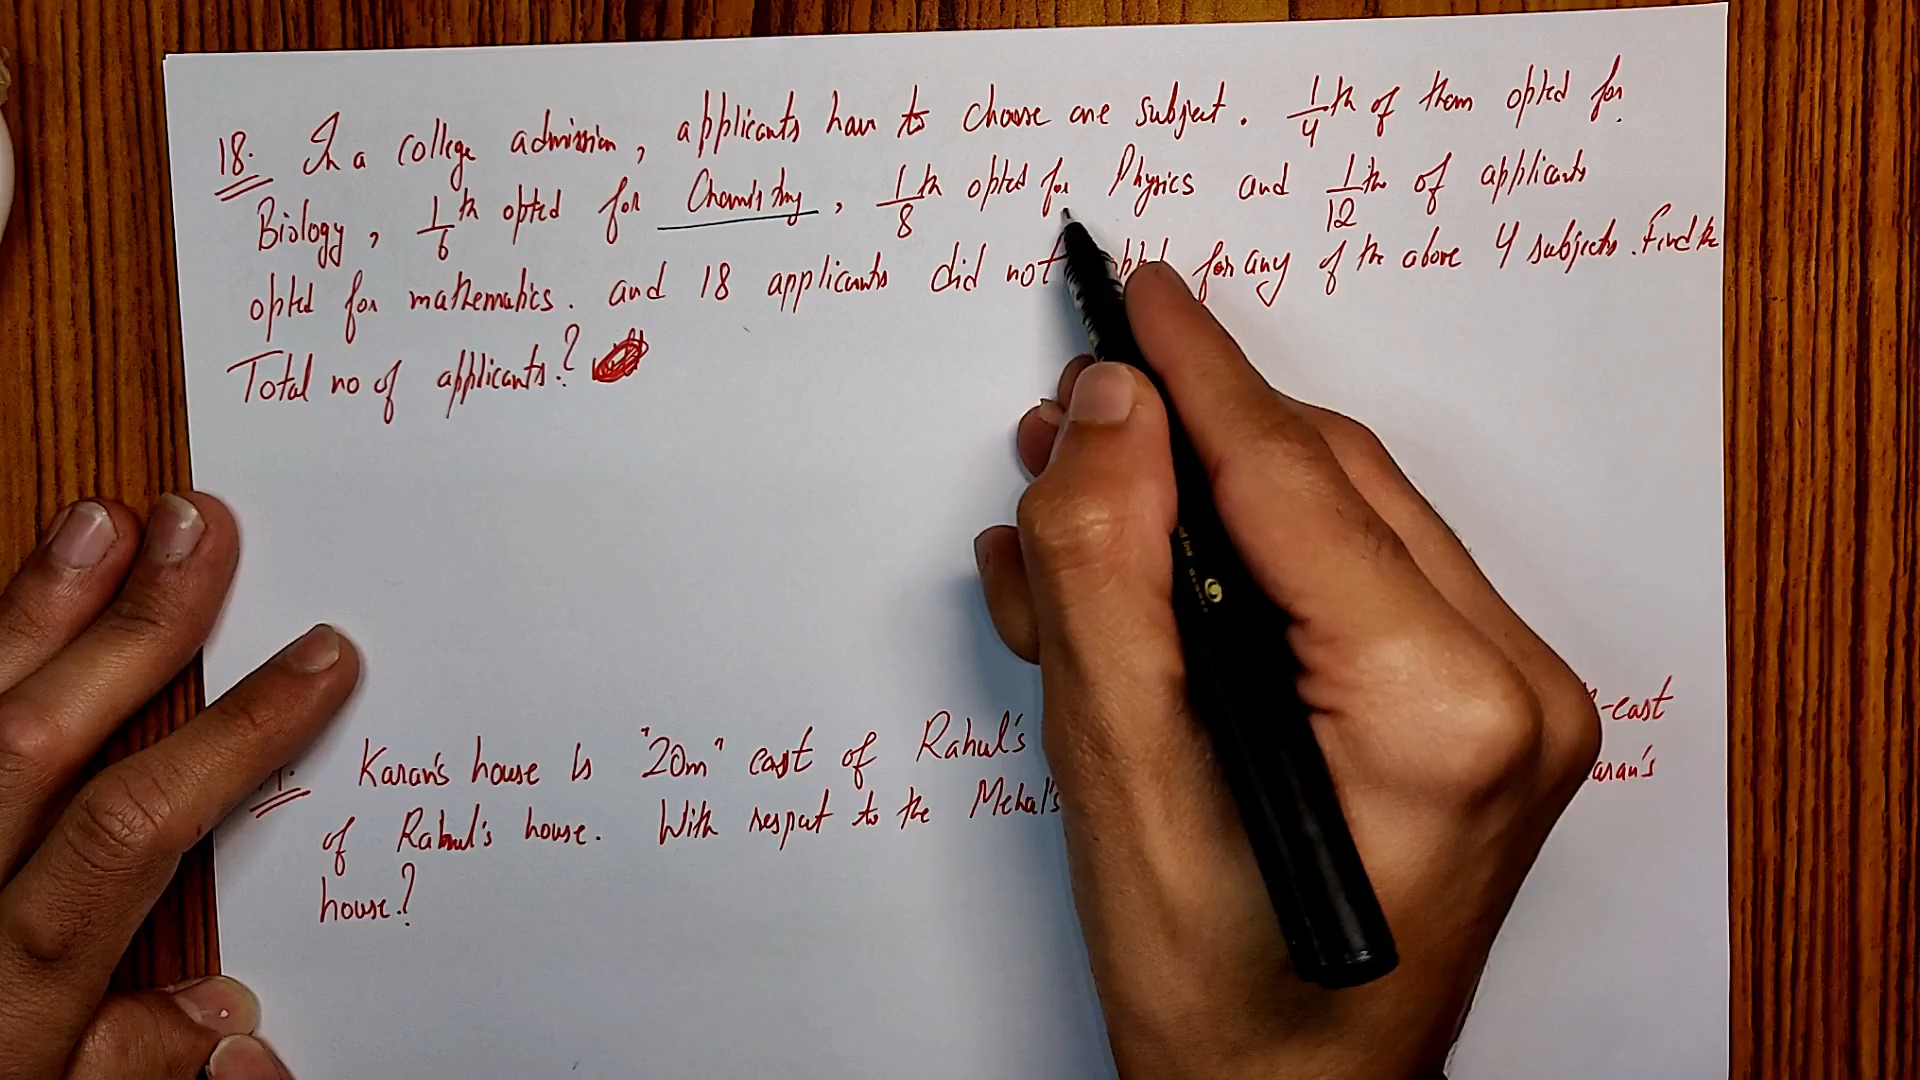 18. In a college admission, applicants have to choose one subject. 1/4th of them opted for
Biology, 1/6th opted for Chemistry, 1/8th opted for Physics and 1/12th of applicants
opted for mathematics. and 18 applicants did not for any of the above 4 subjects. Find the
Total no of applicants?
Karan's house is "20m" east of Rahul's -east
of Rahul's house. With respect to the Mehal's
house?